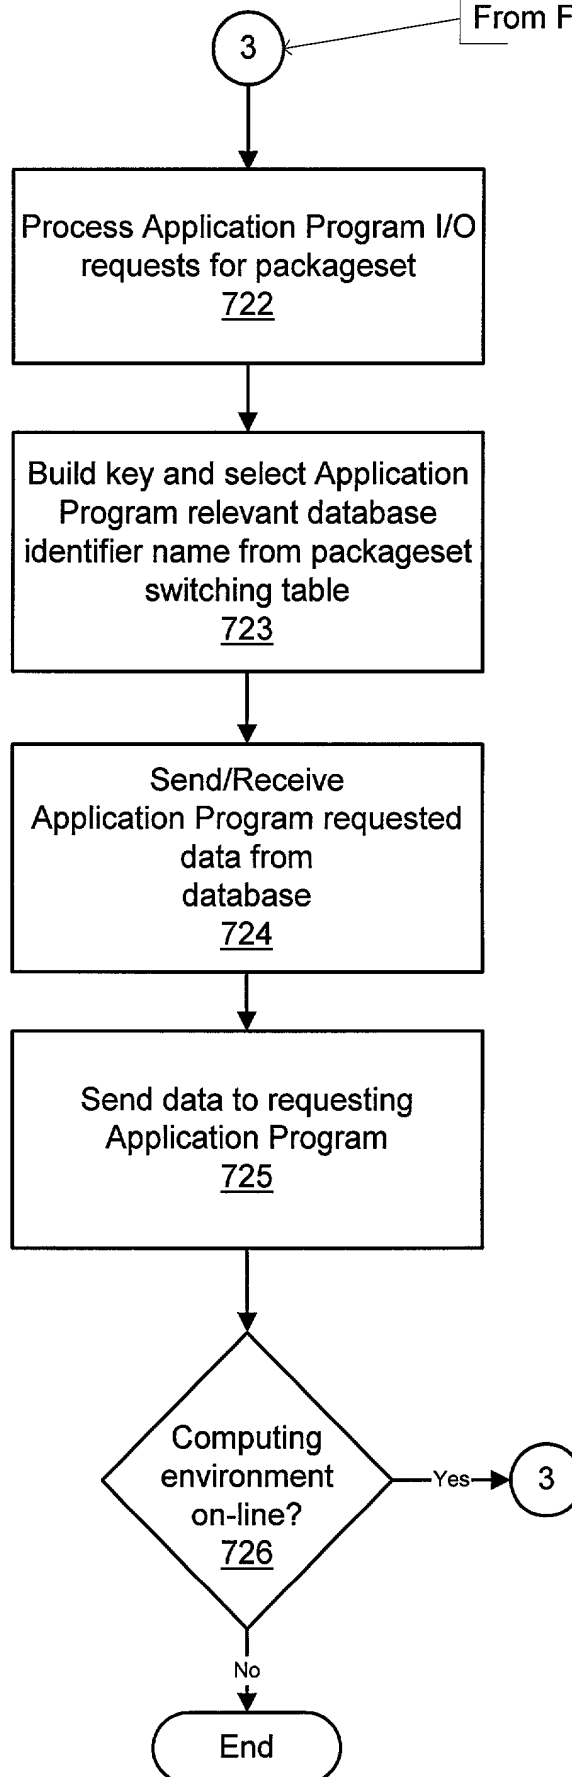 From F
3
Process Application Program I/O
requests for packageset
722
Build key and select Application
Program relevant database
identifier name from packageset
switching table
723
Send/Receive
Application Program requested
data from
database
724
Send data to requesting
Application Program
725
Computing
environment
on-line?
726
Yes
3
No
End